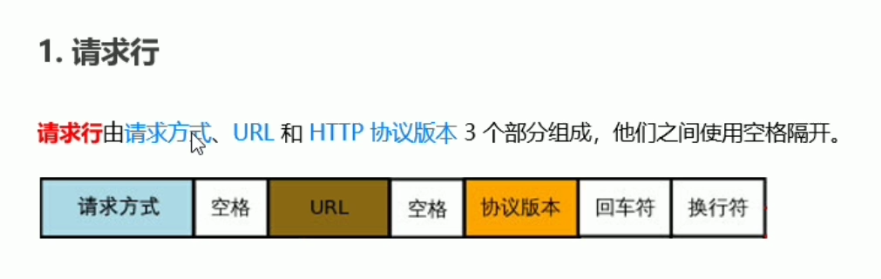 1. 请求行
请求行由请求方式、URL 和 HTTP 协议版本 3 个部分组成，他们之间使用空格隔开。
请求方式 空格 URL 空格 协议版本 回车符 换行符